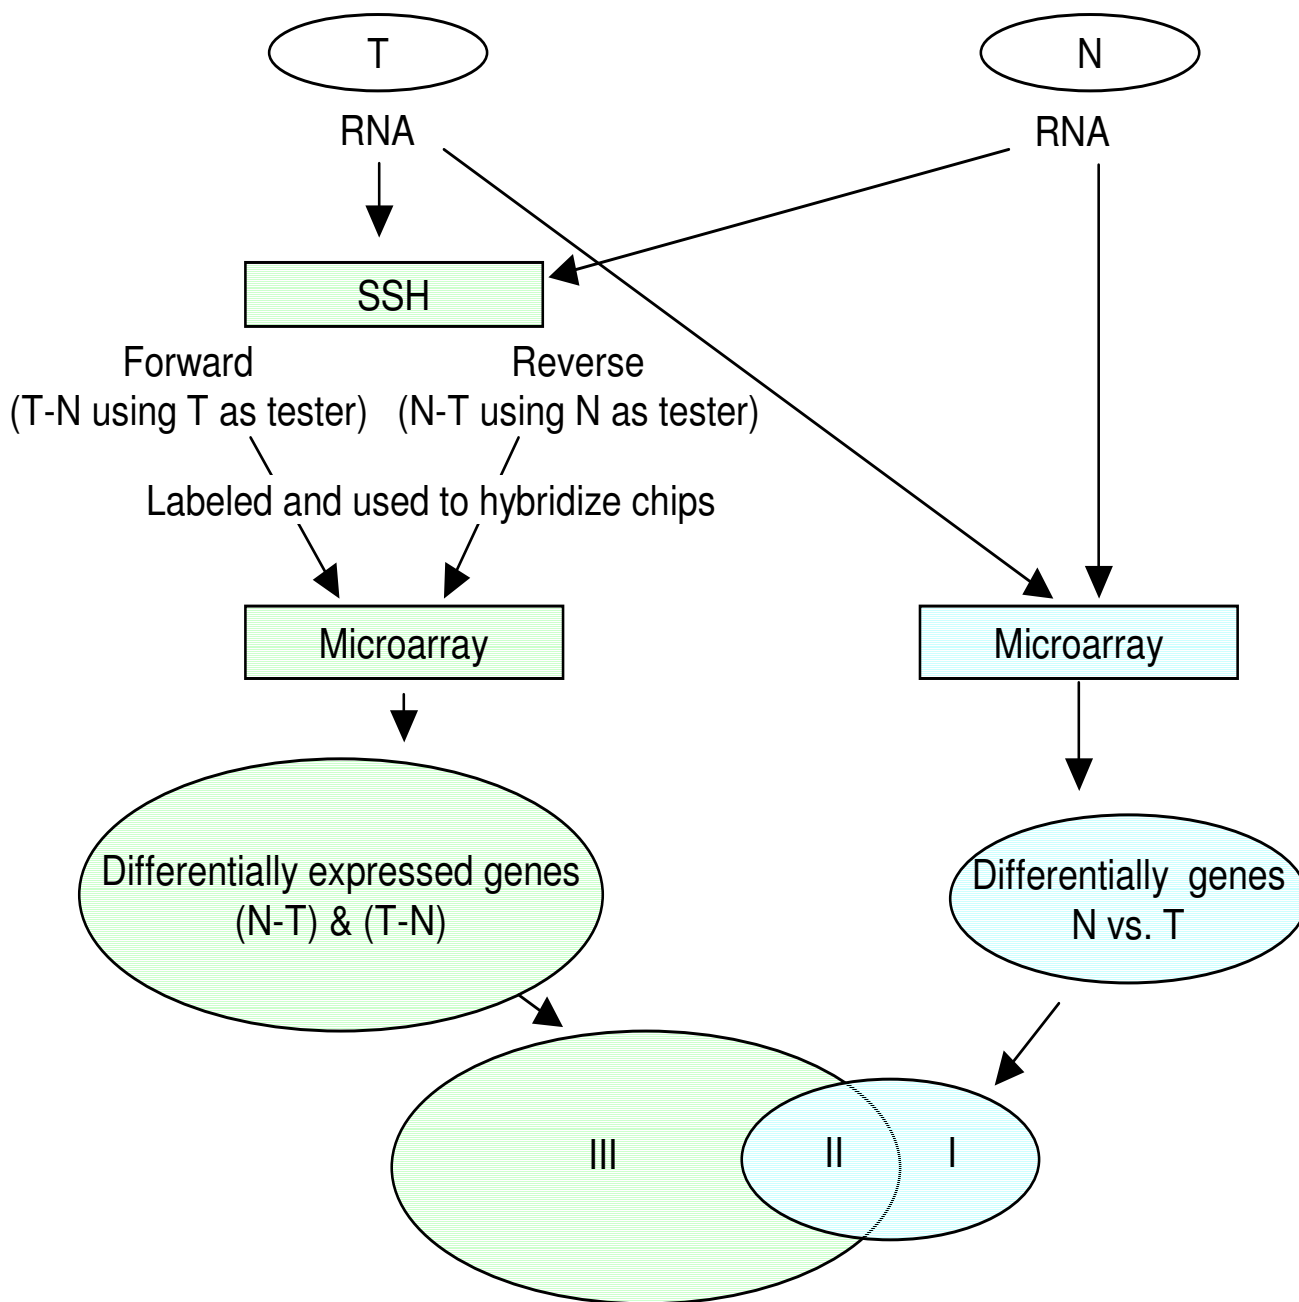 T
N
RNA
RNA
SSH
Forward
(T-N using T as tester)
Reverse
(N-T using N as tester)
Labeled and used to hybridize chips
Microarray
Microarray
Differentially expressed genes
(N-T) & (T-N)
Differentially genes
N vs. T
III
II
I